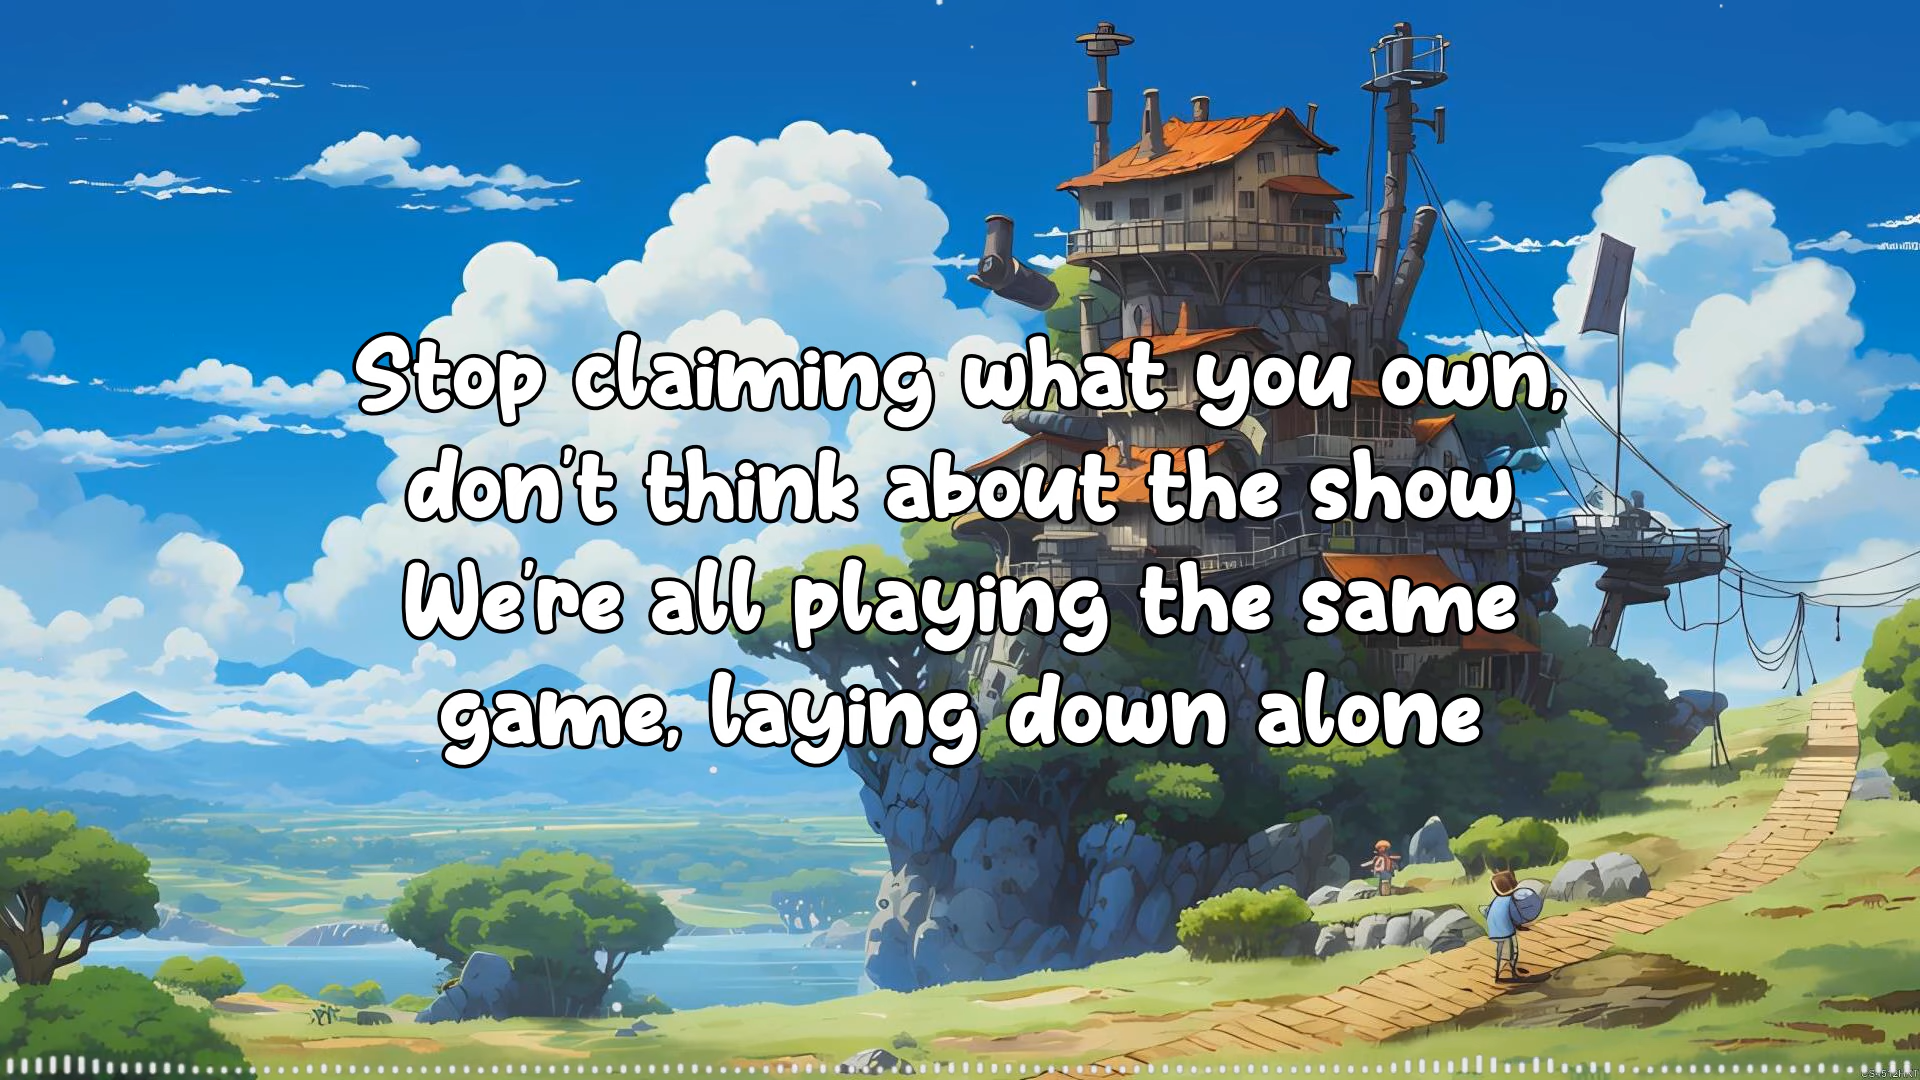 Stop claiming what you own,
don't think about the show
We're all playing the same
game, laying down alone